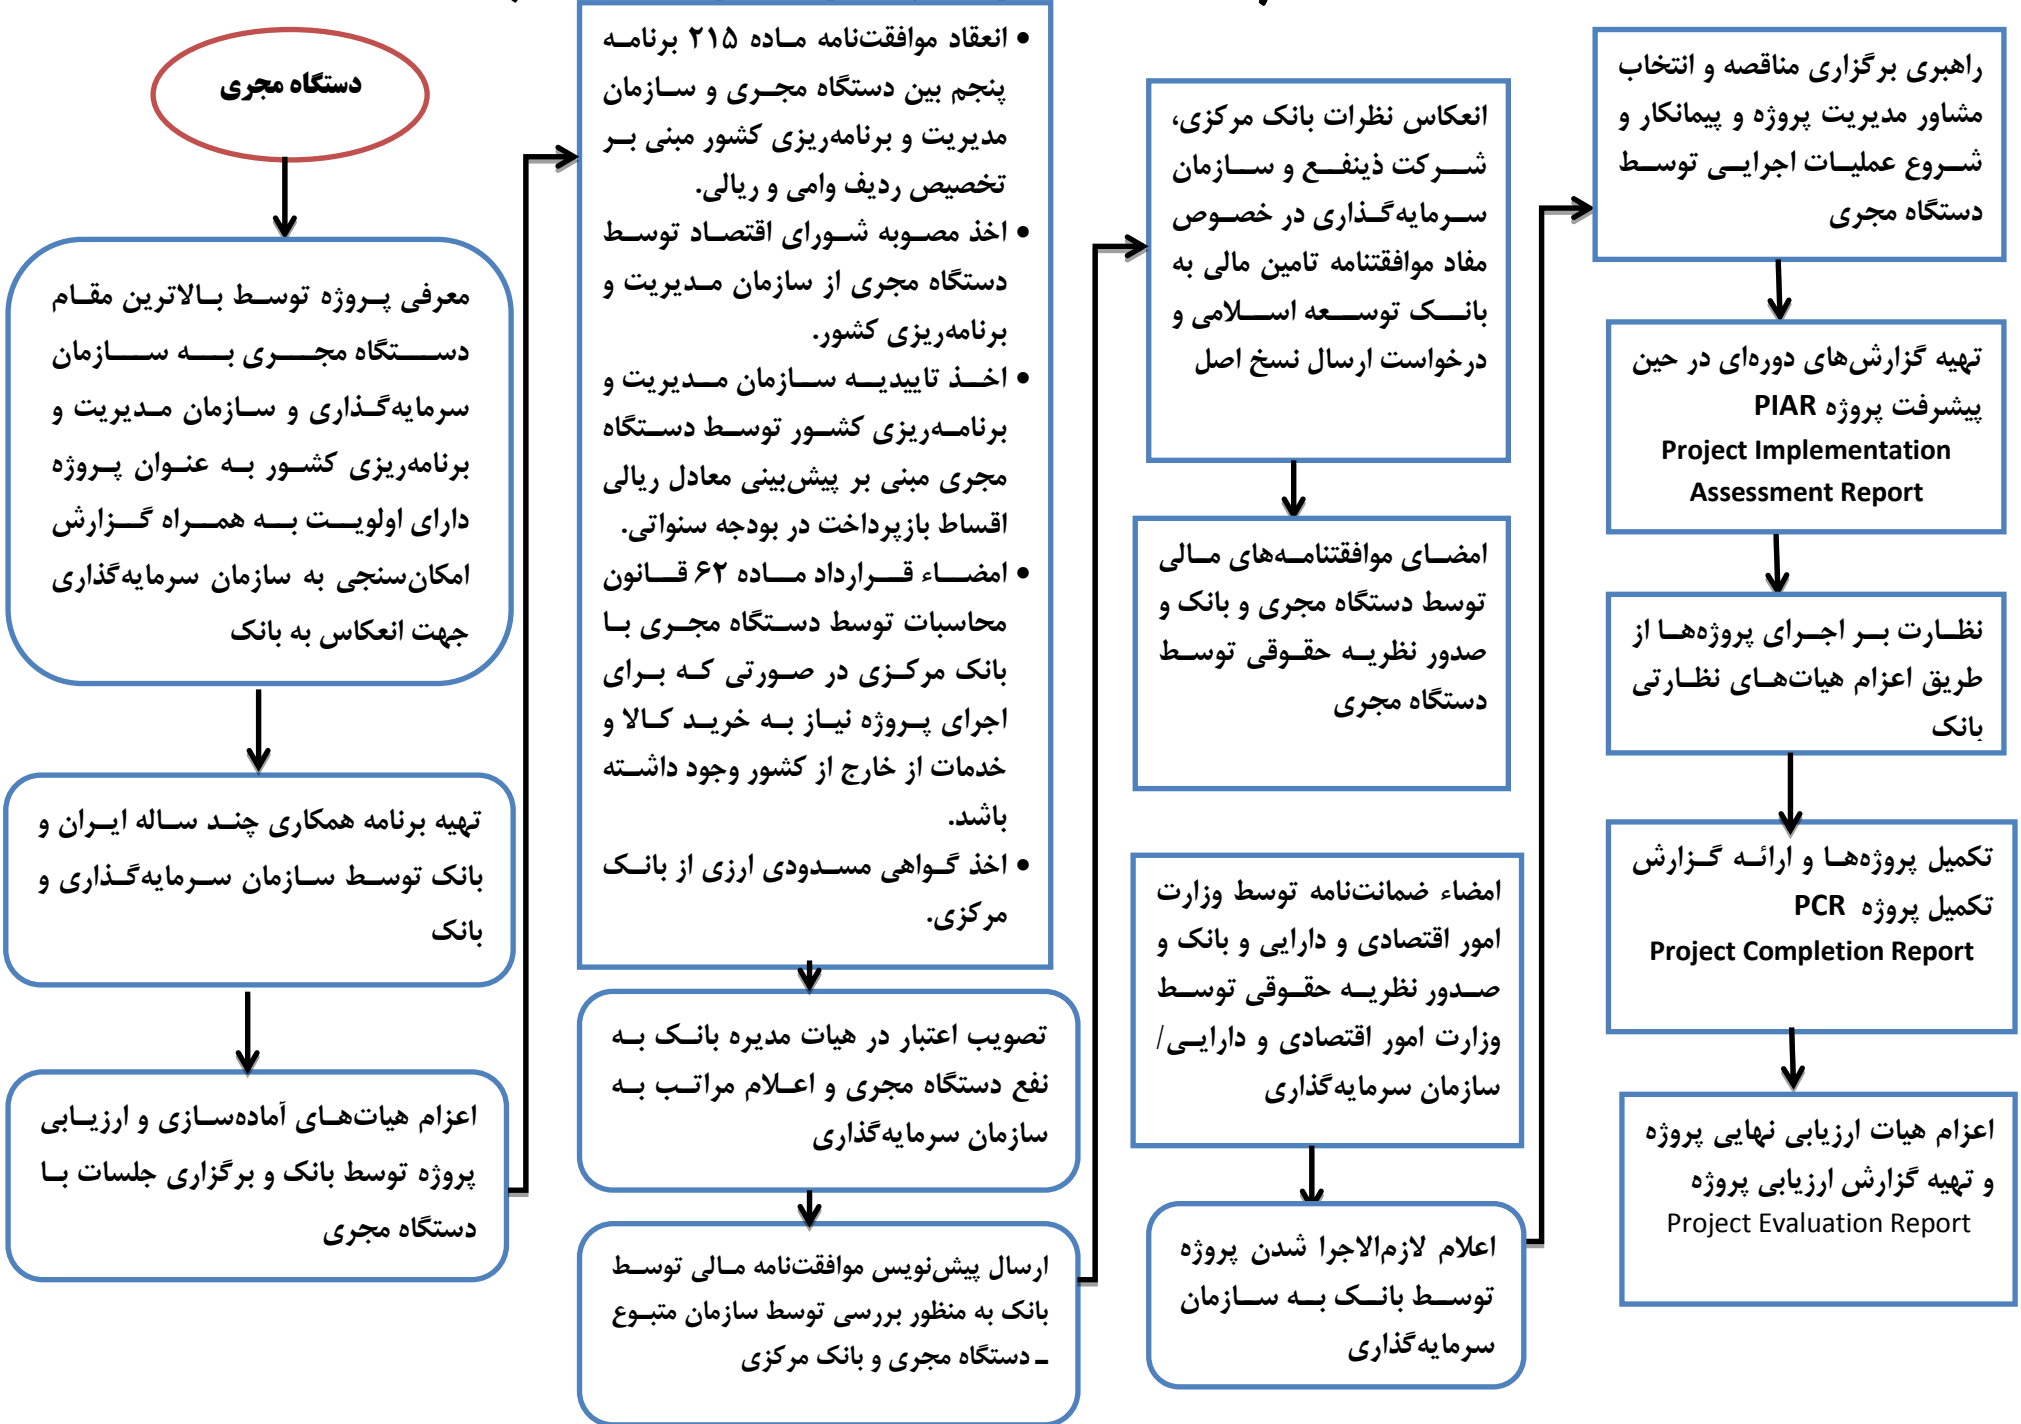 دستگاه مجری
معرفی پروژه توسط بالاترین مقام
دستگاه مجری به سازمان
سرمایه‌گذاری و سازمان مدیریت و
برنامه‌ریزی کشور به عنوان پروژه
دارای اولویت به همراه گزارش
امکان‌سنجی به سازمان سرمایه‌گذاری
جهت انعکاس به بانک
تهیه برنامه همکاری چند ساله ایران و
بانک توسط سازمان سرمایه‌گذاری و
بانک
اعزام هیات‌های آماده‌سازی و ارزیابی
پروژه توسط بانک و برگزاری جلسات با
دستگاه مجری
• انعقاد موافقت‌نامه ماده ۲۱۵ برنامه
پنجم بین دستگاه مجری و سازمان
مدیریت و برنامه‌ریزی کشور مبنی بر
تخصیص ردیف وامی و ریالی.
• اخذ مصوبه شورای اقتصاد توسط
دستگاه مجری از سازمان مدیریت و
برنامه‌ریزی کشور.
• اخذ تاییدیه سازمان مدیریت و
برنامه‌ریزی کشور توسط دستگاه
مجری مبنی بر پیش‌بینی معادل ریالی
اقساط بازپرداخت در بودجه سنواتی.
• امضاء قرارداد ماده ۶۲ قانون
محاسبات توسط دستگاه مجری با
بانک مرکزی در صورتی که برای
اجرای پروژه نیاز به خرید کالا و
خدمات از خارج از کشور وجود داشته
باشد.
• اخذ گواهی مسدودی ارزی از بانک
مرکزی.
تصویب اعتبار در هیات مدیره بانک به
نفع دستگاه مجری و اعلام مراتب به
سازمان سرمایه‌گذاری
ارسال پیش‌نویس موافقت‌نامه مالی توسط
بانک به منظور بررسی توسط سازمان متبوع
ـ دستگاه مجری و بانک مرکزی
انعکاس نظرات بانک مرکزی،
شرکت ذینفع و سازمان
سرمایه‌گذاری در خصوص
مفاد موافقتنامه تامین مالی به
بانک توسعه اسلامی و
درخواست ارسال نسخ اصل
امضای موافقتنامه‌های مالی
توسط دستگاه مجری و بانک و
صدور نظریه حقوقی توسط
دستگاه مجری
امضاء ضمانت‌نامه توسط وزارت
امور اقتصادی و دارایی و بانک و
صدور نظریه حقوقی توسط
وزارت امور اقتصادی و دارایی/
سازمان سرمایه‌گذاری
اعلام لازم‌الاجرا شدن پروژه
توسط بانک به سازمان
سرمایه‌گذاری
راهبری برگزاری مناقصه و انتخاب
مشاور مدیریت پروژه و پیمانکار و
شروع عملیات اجرایی توسط
دستگاه مجری
تهیه گزارش‌های دوره‌ای در حین
پیشرفت پروژه PIAR
Project Implementation
Assessment Report
نظارت بر اجرای پروژه‌ها از
طریق اعزام هیات‌های نظارتی
بانک
تکمیل پروژه‌ها و ارائه گزارش
تکمیل پروژه PCR
Project Completion Report
اعزام هیات ارزیابی نهایی پروژه
و تهیه گزارش ارزیابی پروژه
Project Evaluation Report